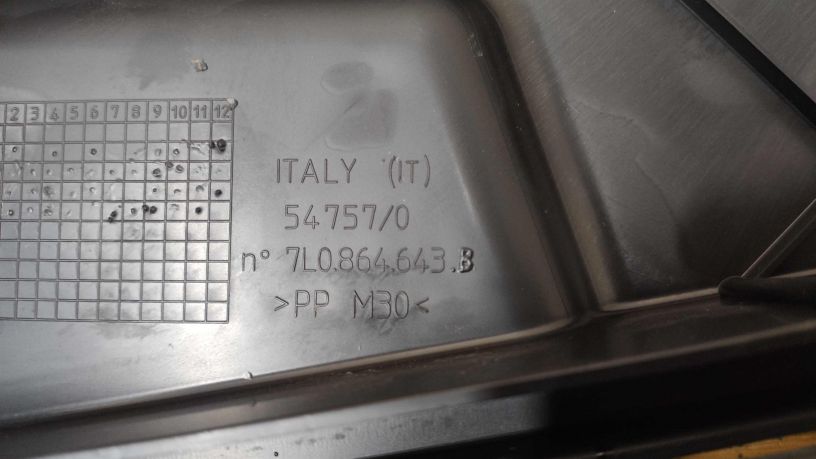 2 3 4 5 6 7 8 9 10 11 12
ITALY (IT)
54757/0
n° 7L0.864.643.B
>PP M30<